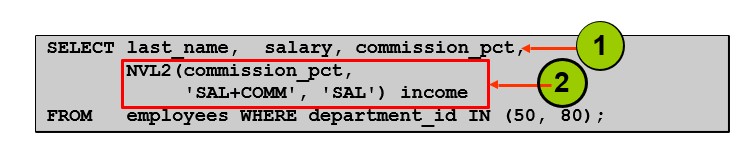 SELECT last_name,  salary, commission_pct, 1
NVL2(commission_pct,
'SAL+COMM', 'SAL') income 2
FROM   employees WHERE department_id IN (50, 80);